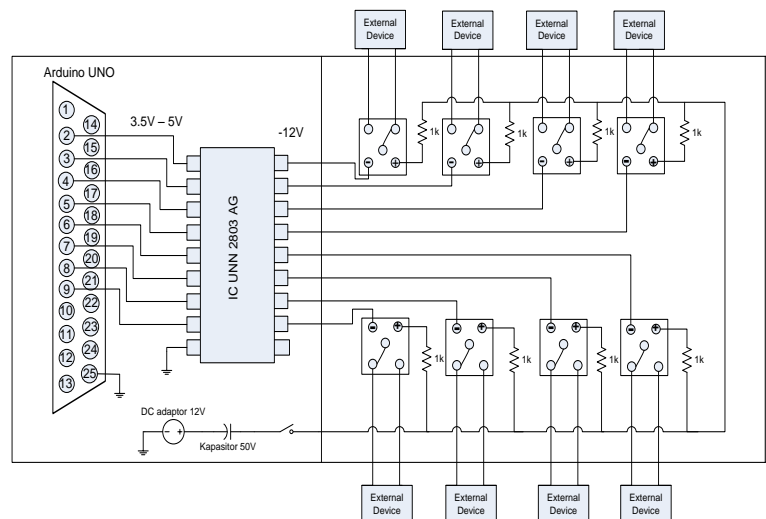 External
Device
External
Device
External
Device
External
Device
Arduino UNO
3.5V – 5V
-12V
1
2
3
4
5
6
7
8
9
10
11
12
13
14
15
16
17
18
19
20
21
22
23
24
25
IC UNN 2803 AG
1k
1k
1k
1k
- +
- +
- +
- +
- +
- +
- +
- +
1k
1k
1k
1k
DC adaptor 12V
- +
Kapasitor 50V
External
Device
External
Device
External
Device
External
Device